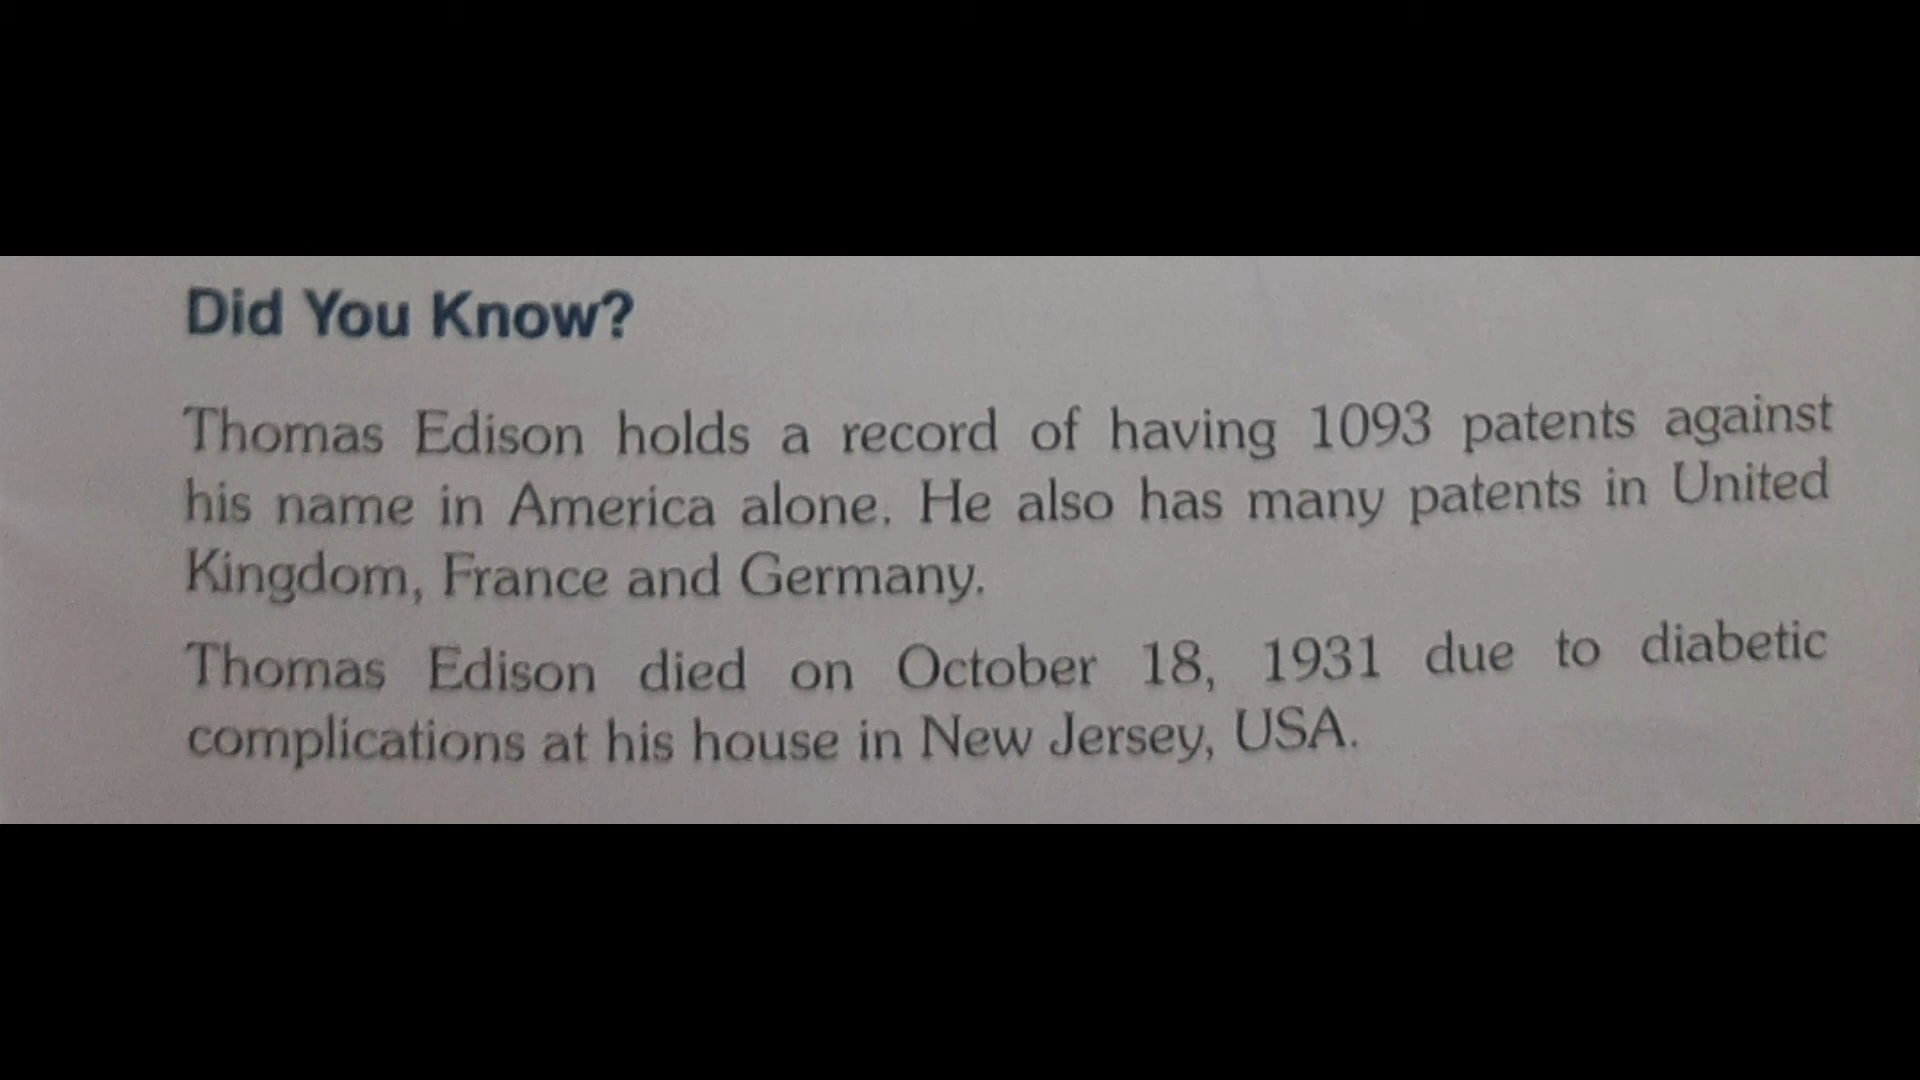 Did You Know?
Thomas Edison holds a record of having 1093 patents against
his name in America alone. He also has many patents in United
Kingdom, France and Germany.
Thomas Edison died on October 18, 1931 due to diabetic
complications at his house in New Jersey, USA.